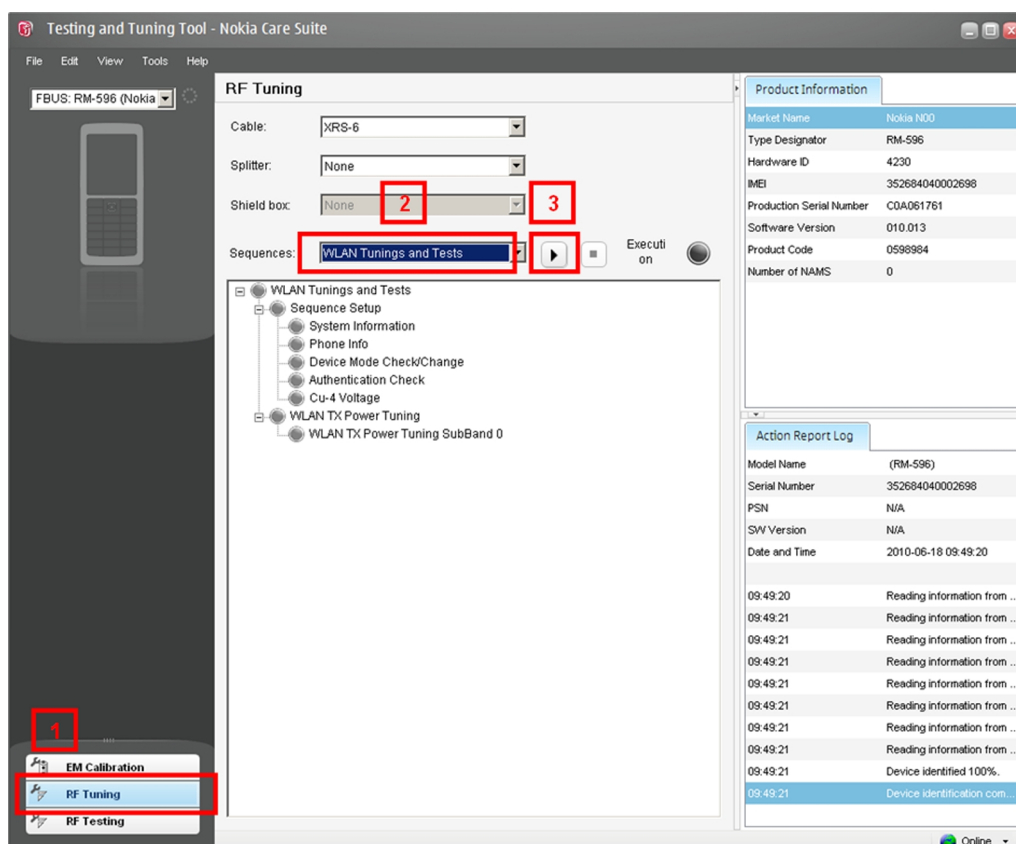 Testing and Tuning Tool - Nokia Care Suite
File Edit View Tools Help
FBUS: RM-596 (Nokia
RF Tuning
Cable: XRS-6
Splitter: None
Shield box: None
2
3
Sequences: WLAN Tunings and Tests
Executi
on
WLAN Tunings and Tests
Sequence Setup
System Information
Phone Info
Device Mode Check/Change
Authentication Check
Cu-4 Voltage
WLAN TX Power Tuning
WLAN TX Power Tuning SubBand 0
1
EM Calibration
RF Tuning
RF Testing
Product Information
Market Name Nokia N00
Type Designator RM-596
Hardware ID 4230
IMEI 352684040002698
Production Serial Number C0A061761
Software Version 010.013
Product Code 0598984
Number of NAMS 0
Action Report Log
Model Name (RM-596)
Serial Number 352684040002698
PSN N/A
SW Version N/A
Date and Time 2010-06-18 09:49:20
09:49:20 Reading information from ...
09:49:21 Reading information from ...
09:49:21 Reading information from ...
09:49:21 Reading information from ...
09:49:21 Reading information from ...
09:49:21 Reading information from ...
09:49:21 Reading information from ...
09:49:21 Reading information from ...
09:49:21 Device identified 100%.
09:49:21 Device identification com...
Online